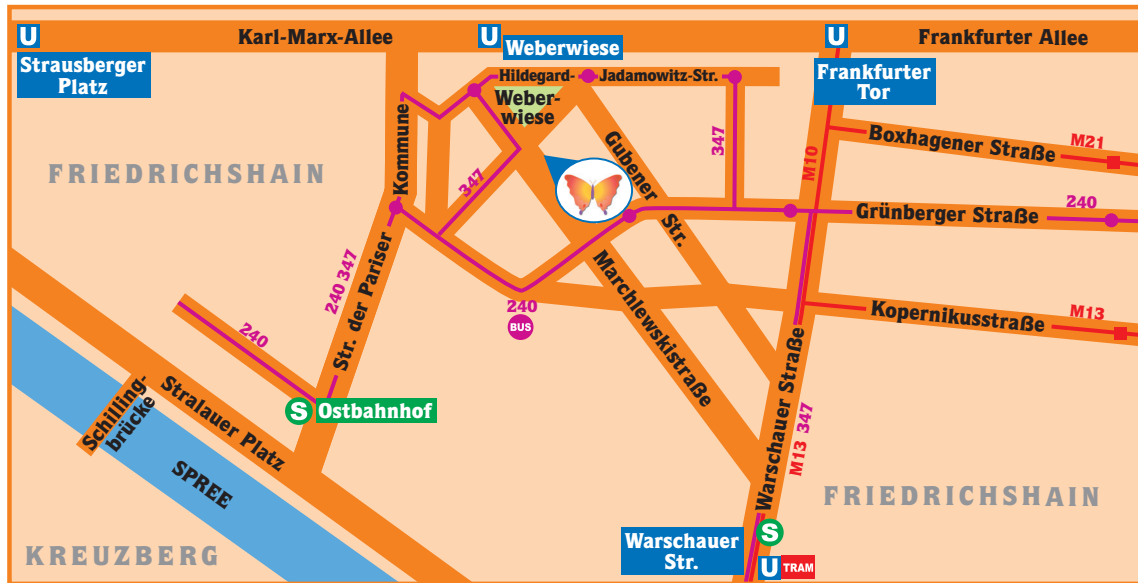 U
U
U
Karl-Marx-Allee
Frankfurter Allee
Strausberger
Platz
Weberwiese
Frankfurter
Tor
Hildegard-
Jadamowitz-Str.
Weber-
wiese
Boxhagener Straße
M21
FRIEDRICHSHAIN
Kommune
347
Gubener
Str.
347
M10
Grünberger Straße
240
240 347
Str. der Pariser
240
BUS
Marchlewskistraße
Kopernikusstraße
M13
240
S
Ostbahnhof
Schilling-
brücke
Stralauer Platz
SPREE
Warschauer Straße
M13 347
FRIEDRICHSHAIN
KREUZBERG
Warschauer
Str.
S
U
TRAM